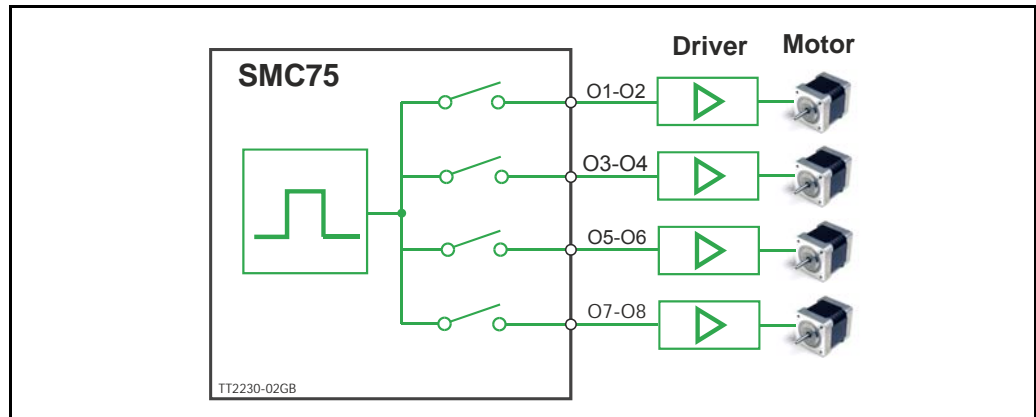 Driver Motor
SMC75
O1-O2
O3-O4
O5-O6
O7-O8
TT2230-02GB